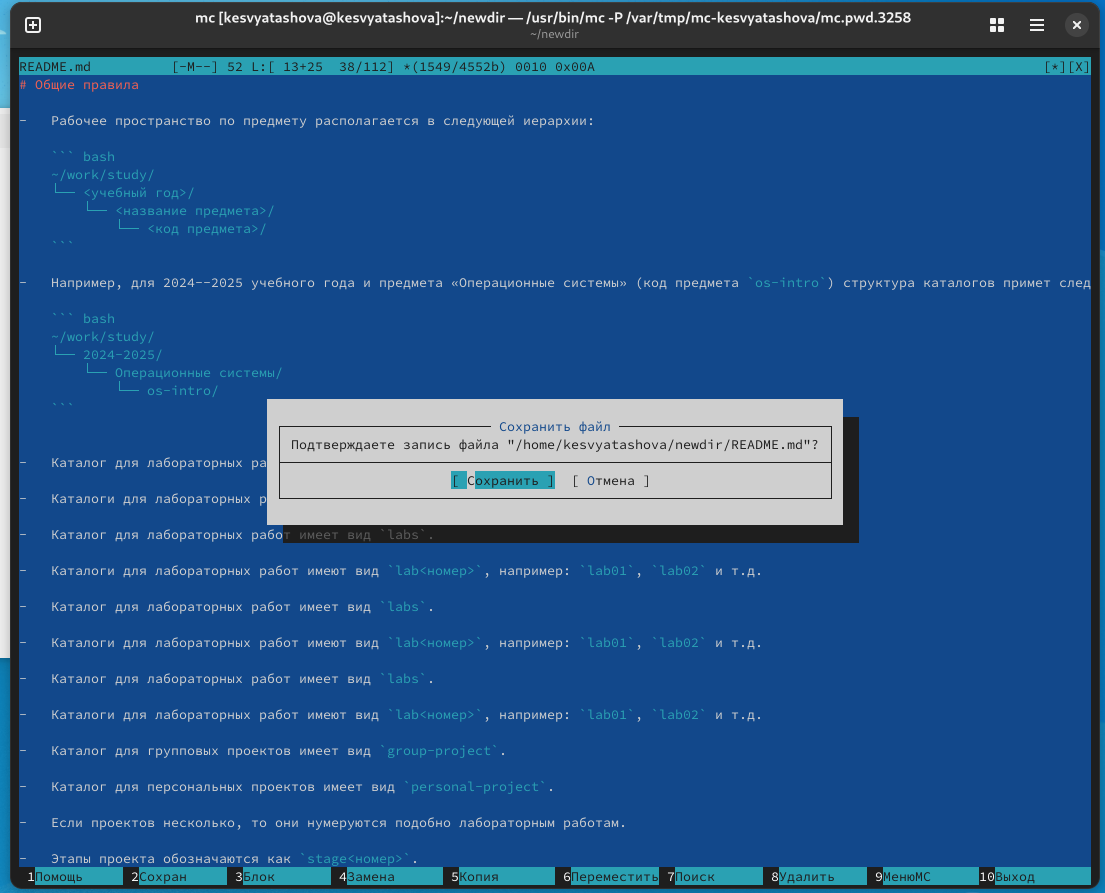 mc [kesvyatashova@kesvyatashova]:~/newdir — /usr/bin/mc -P /var/tmp/mc-kesvyatashova/mc.pwd.3258
~/newdir
README.md [-M--] 52 L:[ 13+25 38/112] *(1549/4552b) 0010 0x00A [*][X]
# Общие правила
- Рабочее пространство по предмету располагается в следующей иерархии:
``` bash
~/work/study/
└── <учебный год>/
└── <название предмета>/
└── <код предмета>/
```
- Например, для 2024--2025 учебного года и предмета «Операционные системы» (код предмета `os-intro`) структура каталогов примет след
``` bash
~/work/study/
└── 2024-2025/
└── Операционные системы/
└── os-intro/
```
Сохранить файл
Подтверждаете запись файла "/home/kesvyatashova/newdir/README.md"?
[ Сохранить ] [ Отмена ]
- Каталог для лабораторных ра
- Каталоги для лабораторных р
- Каталог для лабораторных работ имеет вид `labs`.
- Каталоги для лабораторных работ имеют вид `lab<номер>`, например: `lab01`, `lab02` и т.д.
- Каталог для лабораторных работ имеет вид `labs`.
- Каталоги для лабораторных работ имеют вид `lab<номер>`, например: `lab01`, `lab02` и т.д.
- Каталог для лабораторных работ имеет вид `labs`.
- Каталоги для лабораторных работ имеют вид `lab<номер>`, например: `lab01`, `lab02` и т.д.
- Каталог для групповых проектов имеет вид `group-project`.
- Каталог для персональных проектов имеет вид `personal-project`.
- Если проектов несколько, то они нумеруются подобно лабораторным работам.
- Этапы проекта обозначаются как `stage<номер>`.
1Помощь 2Сохран 3Блок 4Замена 5Копия 6Переместить 7Поиск 8Удалить 9МенюMC 10Выход